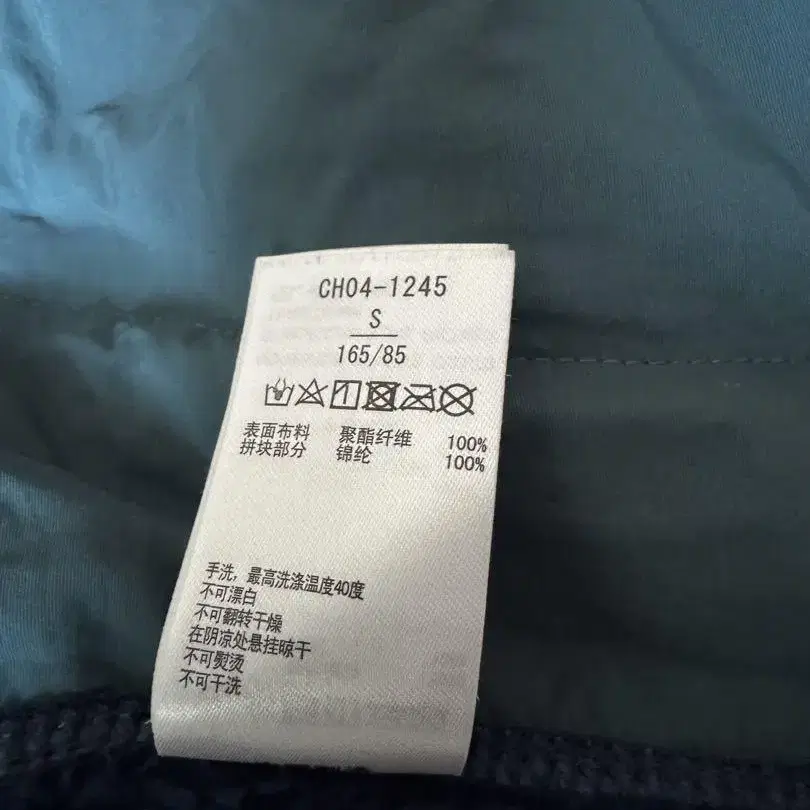 CH04-1245
S
165/85
表面布料 聚酯纤维 100%
拼块部分 锦纶 100%
手洗，最高洗涤温度40度
不可漂白
不可翻转干燥
在阴凉处悬挂晾干
不可熨烫
不可干洗